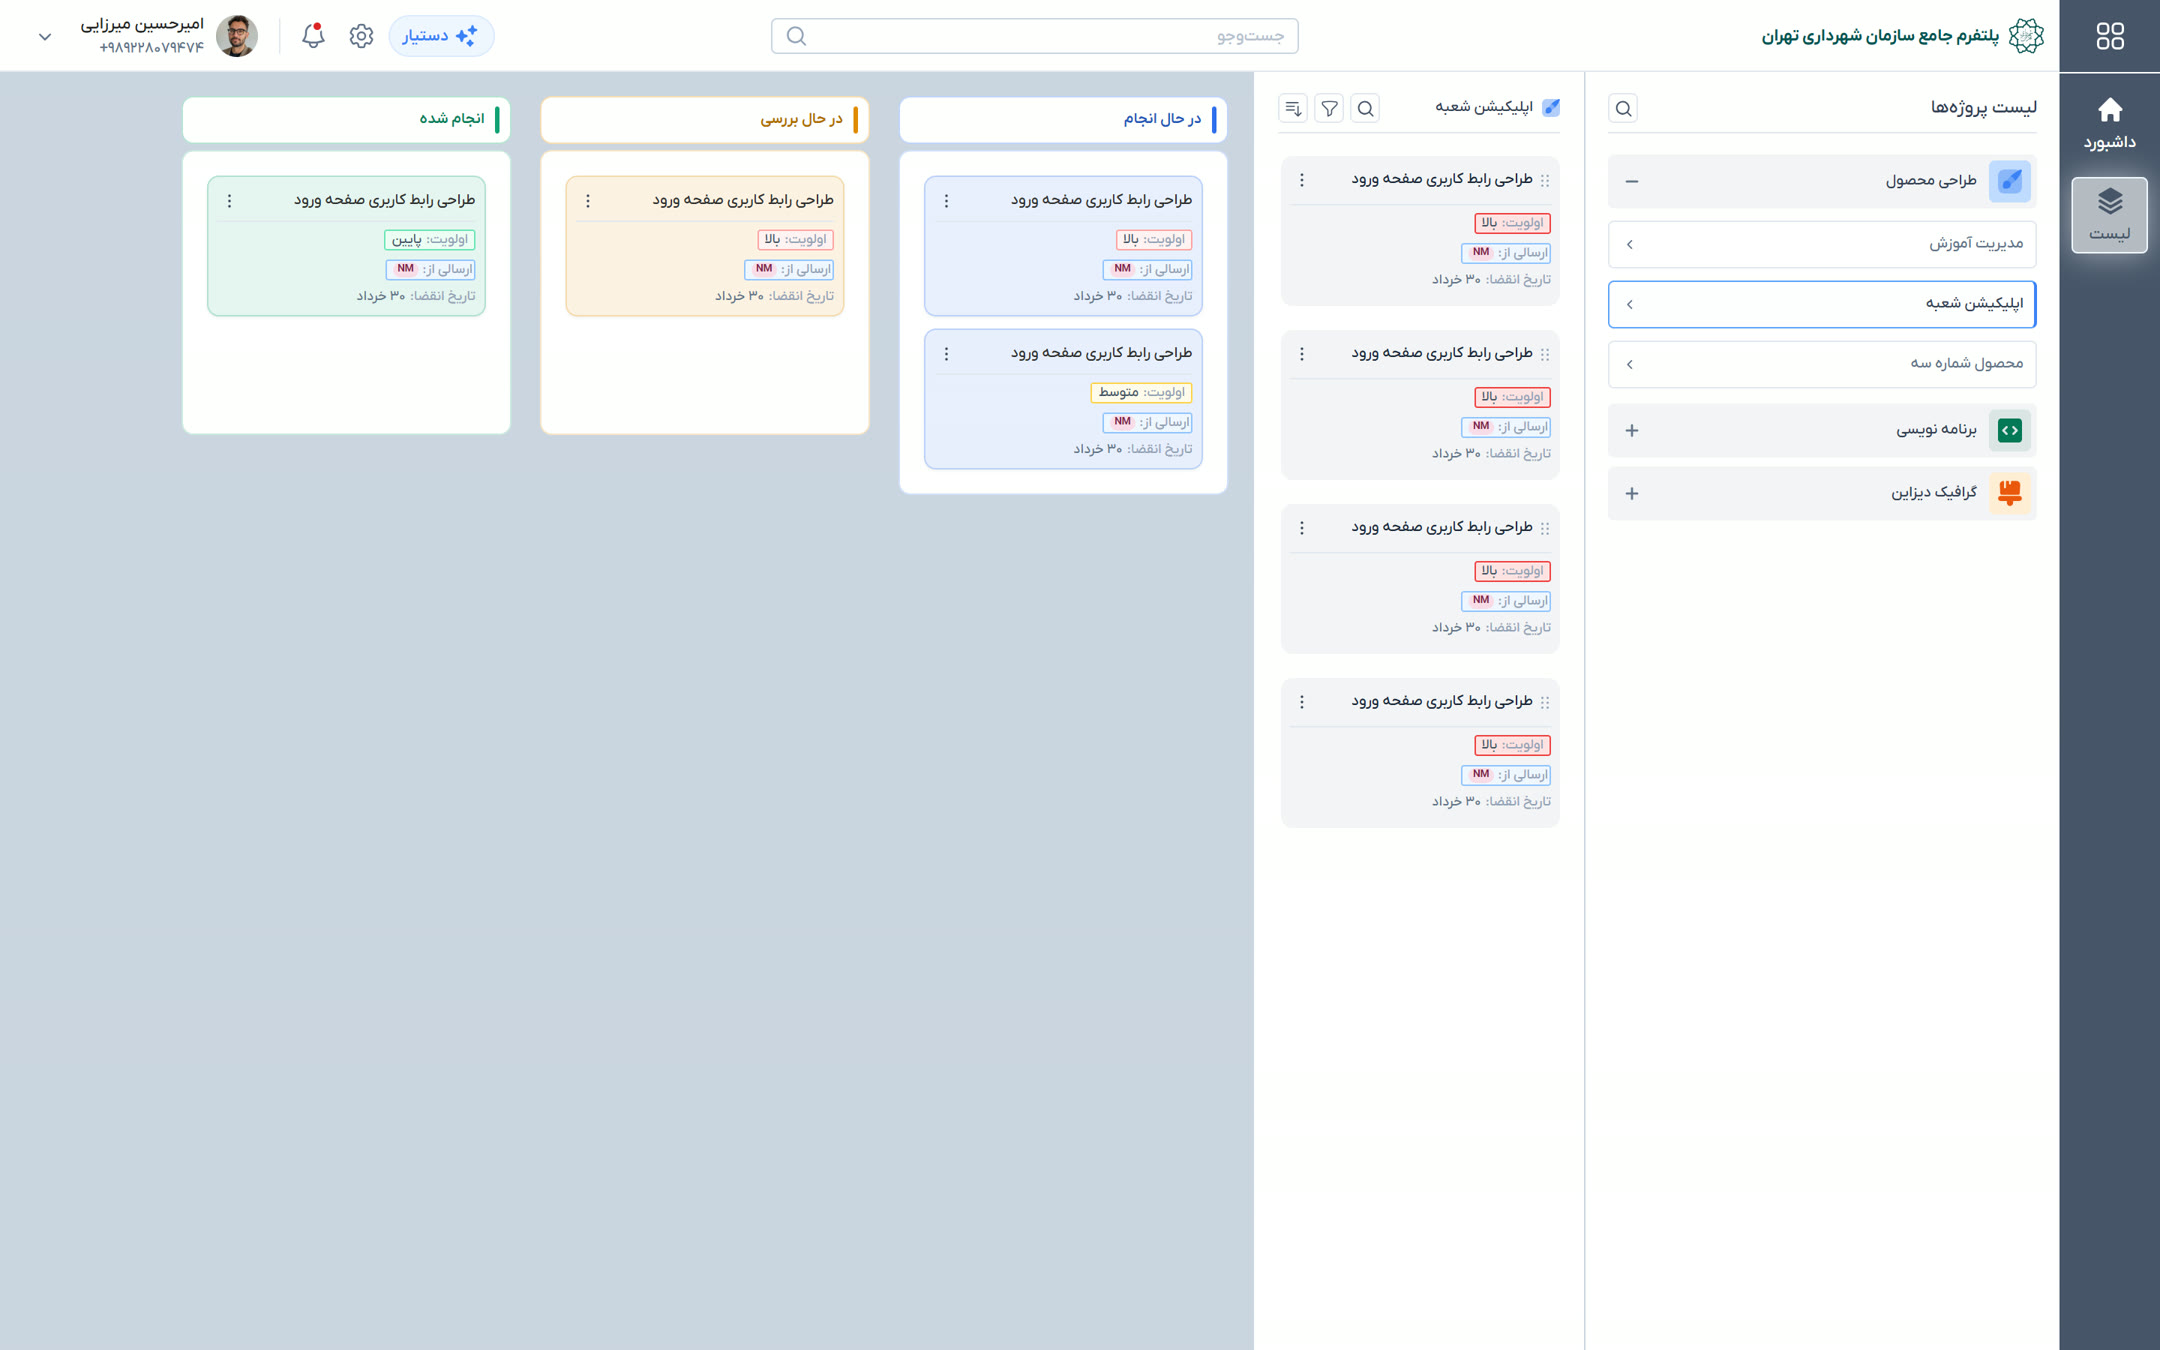 پلتفرم جامع سازمان شهرداری تهران
جست‌وجو
دستیار
امیرحسین میرزایی
+۹۸۹۲۲۸۰۷۹۴۷۴
داشبورد
لیست
لیست پروژه‌ها
طراحی محصول
مدیریت آموزش
اپلیکیشن شعبه
محصول شماره سه
برنامه نویسی
گرافیک دیزاین
اپلیکیشن شعبه
طراحی رابط کاربری صفحه ورود
اولویت: بالا
ارسالی از: NM
تاریخ انقضا: ۳۰ خرداد
طراحی رابط کاربری صفحه ورود
اولویت: بالا
ارسالی از: NM
تاریخ انقضا: ۳۰ خرداد
طراحی رابط کاربری صفحه ورود
اولویت: بالا
ارسالی از: NM
تاریخ انقضا: ۳۰ خرداد
طراحی رابط کاربری صفحه ورود
اولویت: بالا
ارسالی از: NM
تاریخ انقضا: ۳۰ خرداد
در حال انجام
طراحی رابط کاربری صفحه ورود
اولویت: بالا
ارسالی از: NM
تاریخ انقضا: ۳۰ خرداد
طراحی رابط کاربری صفحه ورود
اولویت: متوسط
ارسالی از: NM
تاریخ انقضا: ۳۰ خرداد
در حال بررسی
طراحی رابط کاربری صفحه ورود
اولویت: بالا
ارسالی از: NM
تاریخ انقضا: ۳۰ خرداد
انجام شده
طراحی رابط کاربری صفحه ورود
اولویت: پایین
ارسالی از: NM
تاریخ انقضا: ۳۰ خرداد